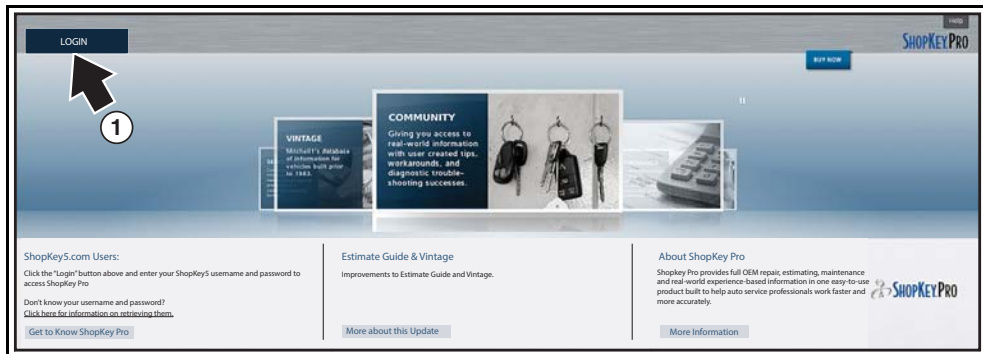 Help
LOGIN
SHOPKEY PRO
BUY NOW
1
VINTAGE
Mitchell1's database
of information for
vehicles built prior
to 1983.
COMMUNITY
Giving you access to
real-world information
with user created tips,
workarounds, and
diagnostic trouble-
shooting successes.
ShopKey5.com Users:
Click the "Login" button above and enter your ShopKey5 username and password to
access ShopKey Pro
Don't know your username and password?
Click here for information on retrieving them.
Get to Know ShopKey Pro
Estimate Guide & Vintage
Improvements to Estimate Guide and Vintage.
More about this Update
About ShopKey Pro
Shopkey Pro provides full OEM repair, estimating, maintenance
and real-world experience-based information in one easy-to-use
product built to help auto service professionals work faster and
more accurately.
More Information
SHOPKEY PRO